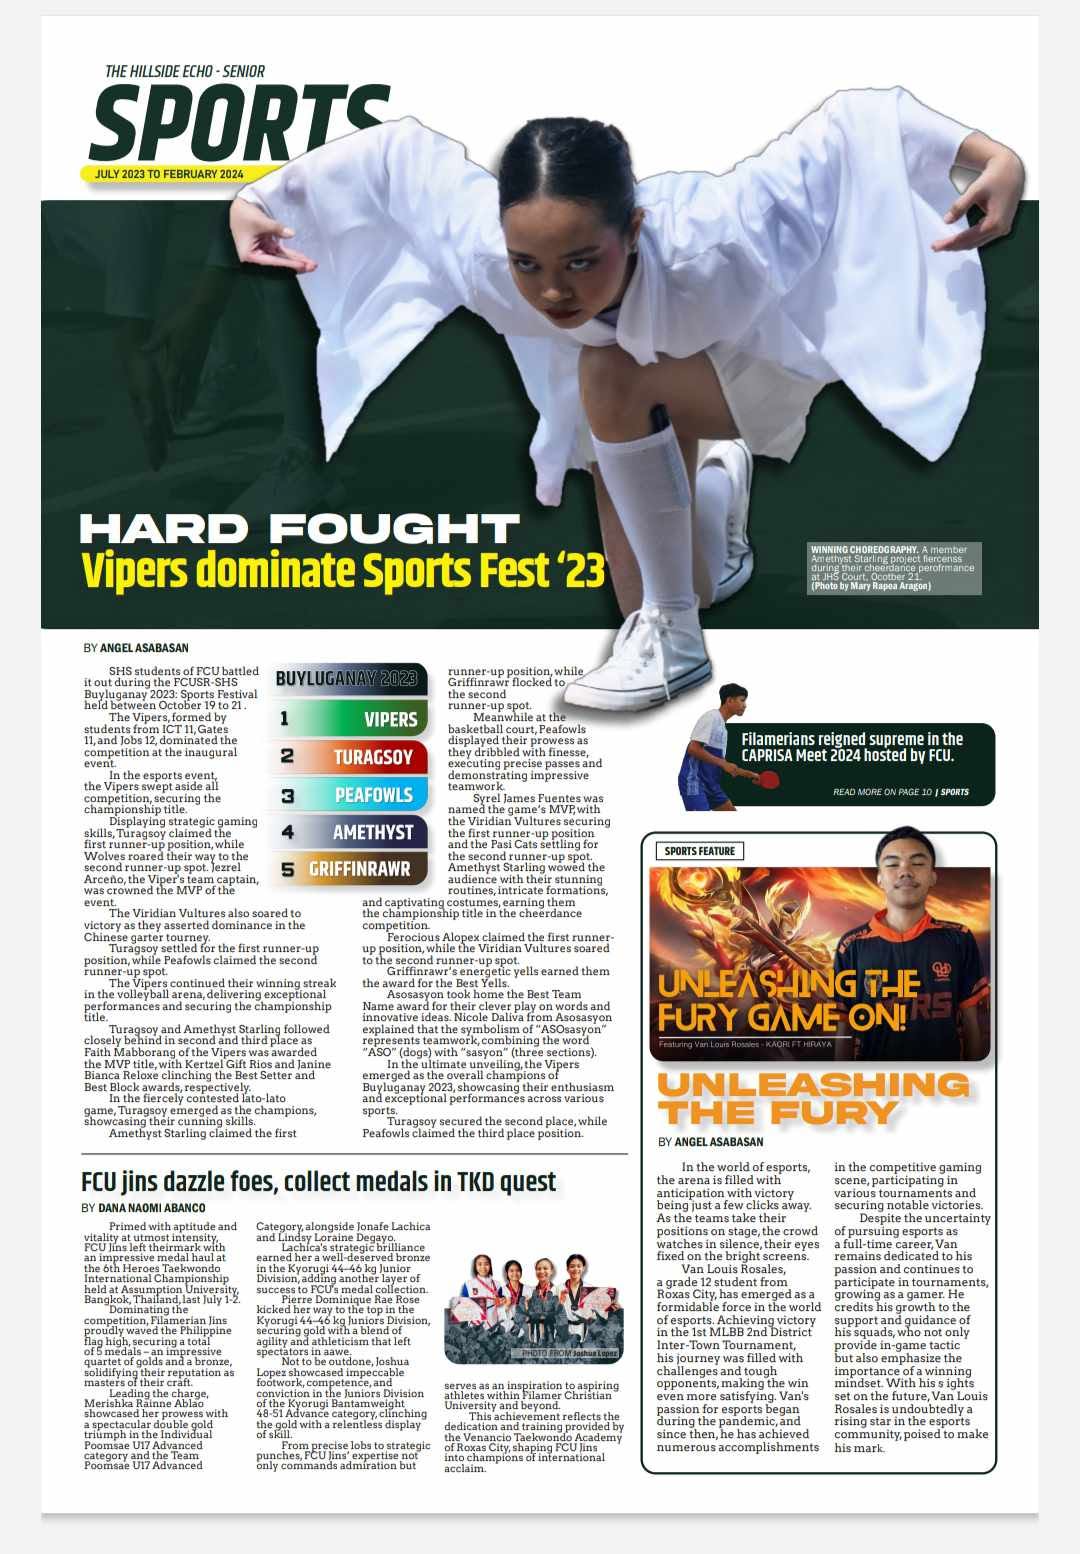 THE HILLSIDE ECHO - SENIOR
SPORTS
JULY 2023 TO FEBRUARY 2024
HARD FOUGHT
Vipers dominate Sports Fest ‘23
WINNING CHOREOGRAPHY. A member
Amethyst Starling project fiercenss
during their cheerdance perofrmance
at JHS Court, Ocotber 21.
(Photo by Mary Rapea Aragon)
BY ANGEL ASABASAN
SHS students of FCU battled
it out during the FCUSR-SHS
Buyluganay 2023: Sports Festival
held between October 19 to 21 .
The Vipers, formed by
students from ICT 11, Gates
11, and Jobs 12, dominated the
competition at the inaugural
event.
In the esports event,
the Vipers swept aside all
competition, securing the
championship title.
Displaying strategic gaming
skills, Turagsoy claimed the
first runner-up position, while
Wolves roared their way to the
second runner-up spot. Jezrel
Arceño, the Viper's team captain,
was crowned the MVP of the
event.
The Viridian Vultures also soared to
victory as they asserted dominance in the
Chinese garter tourney.
Turagsoy settled for the first runner-up
position, while Peafowls claimed the second
runner-up spot.
The Vipers continued their winning streak
in the volleyball arena, delivering exceptional
performances and securing the championship
title.
Turagsoy and Amethyst Starling followed
closely behind in second and third place as
Faith Mabborang of the Vipers was awarded
the MVP title, with Kertzel Gift Rios and Janine
Bianca Reloxe clinching the Best Setter and
Best Block awards, respectively.
In the fiercely contested lato-lato
game, Turagsoy emerged as the champions,
showcasing their cunning skills.
Amethyst Starling claimed the first
BUYLUGANAY 2023
1 VIPERS
2 TURAGSOY
3 PEAFOWLS
4 AMETHYST
5 GRIFFINRAWR
runner-up position, while
Griffinrawr flocked to
the second
runner-up spot.
Meanwhile at the
basketball court, Peafowls
displayed their prowess as
they dribbled with finesse,
executing precise passes and
demonstrating impressive
teamwork.
Syrel James Fuentes was
named the game's MVP, with
the Viridian Vultures securing
the first runner-up position
and the Pasi Cats settling for
the second runner-up spot.
Amethyst Starling wowed the
audience with their stunning
routines, intricate formations,
and captivating costumes, earning them
the championship title in the cheerdance
competition.
Ferocious Alopex claimed the first runner-
up position, while the Viridian Vultures soared
to the second runner-up spot.
Griffinrawr's energetic yells earned them
the award for the Best Yells.
Asosasyon took home the Best Team
Name award for their clever play on words and
innovative ideas. Nicole Daliva from Asosasyon
explained that the symbolism of “ASOsasyon”
represents teamwork, combining the word
“ASO” (dogs) with “sasyon” (three sections).
In the ultimate unveiling, the Vipers
emerged as the overall champions of
Buyluganay 2023, showcasing their enthusiasm
and exceptional performances across various
sports.
Turagsoy secured the second place, while
Peafowls claimed the third place position.
Filamerians reigned supreme in the
CAPRISA Meet 2024 hosted by FCU.
READ MORE ON PAGE 10 | SPORTS
SPORTS FEATURE
UNLEASHING THE
FURY GAME ON!
Featuring Van Louis Rosales - KAORI FT HIRAYA
UNLEASHING
THE FURY
BY ANGEL ASABASAN
In the world of esports,
the arena is filled with
anticipation with victory
being just a few clicks away.
As the teams take their
positions on stage, the crowd
watches in silence, their eyes
fixed on the bright screens.
Van Louis Rosales,
a grade 12 student from
Roxas City, has emerged as a
formidable force in the world
of esports. Achieving victory
in the 1st MLBB 2nd District
Inter-Town Tournament,
his journey was filled with
challenges and tough
opponents, making the win
even more satisfying. Van's
passion for esports began
during the pandemic, and
since then, he has achieved
numerous accomplishments
in the competitive gaming
scene, participating in
various tournaments and
securing notable victories.
Despite the uncertainty
of pursuing esports as
a full-time career, Van
remains dedicated to his
passion and continues to
participate in tournaments,
growing as a gamer. He
credits his growth to the
support and guidance of
his squads, who not only
provide in-game tactic
but also emphasize the
importance of a winning
mindset. With his s ights
set on the future, Van Louis
Rosales is undoubtedly a
rising star in the esports
community, poised to make
his mark.
FCU jins dazzle foes, collect medals in TKD quest
BY DANA NAOMI ABANCO
Primed with aptitude and
vitality at utmost intensity,
FCU Jins left theirmark with
an impressive medal haul at
the 6th Heroes Taekwondo
International Championship
held at Assumption University,
Bangkok, Thailand, last July 1-2.
Dominating the
competition, Filamerian Jins
proudly waved the Philippine
flag high, securing a total
of 5 medals – an impressive
quartet of golds and a bronze,
solidifying their reputation as
masters of their craft.
Leading the charge,
Merishka Rainne Ablao
showcased her prowess with
a spectacular double gold
triumph in the Individual
Poomsae U17 Advanced
category and the Team
Poomsae U17 Advanced
Category, alongside Jonafe Lachica
and Lindsy Loraine Degayo.
Lachica's strategic brilliance
earned her a well-deserved bronze
in the Kyorugi 44–46 kg Junior
Division, adding another layer of
success to FCU's medal collection.
Pierre Dominique Rae Rose
kicked her way to the top in the
Kyorugi 44–46 kg Juniors Division,
securing gold with a blend of
agility and athleticism that left
spectators in aawe.
Not to be outdone, Joshua
Lopez showcased impeccable
footwork, competence, and
conviction in the Juniors Division
of the Kyorugi Bantamweight
48-51 Advance category, clinching
the gold with a relentless display
of skill.
From precise lobs to strategic
punches, FCU Jins’ expertise not
only commands admiration but
PHOTO FROM Joshua Lopez
serves as an inspiration to aspiring
athletes within Filamer Christian
University and beyond.
This achievement reflects the
dedication and training provided by
the Venancio Taekwondo Academy
of Roxas City, shaping FCU Jins
into champions of international
acclaim.